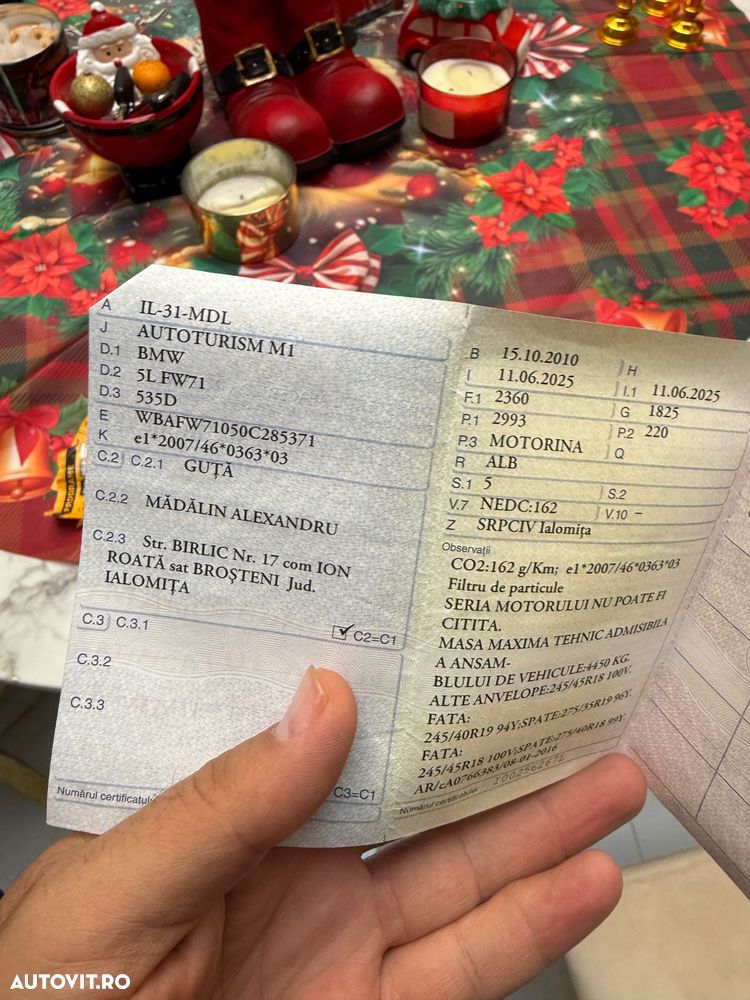 A IL-31-MDL
J AUTOTURISM M1
D.1 BMW
D.2 5L FW71
D.3 535D
E WBAFW71050C285371
K e1*2007/46*0363*03
C.2 C.2.1 GUȚĂ
C.2.2 MĂDĂLIN ALEXANDRU
C.2.3 Str. BIRLIC Nr. 17 com ION
ROATĂ sat BROȘTENI Jud.
IALOMIȚA
C.3 C.3.1
C2=C1
C.3.2
C.3.3
C3=C1
Numărul certificatului
B 15.10.2010 H
I 11.06.2025 I.1 11.06.2025
F.1 2360 G 1825
P.1 2993 P.2 220
P.3 MOTORINA Q
R ALB
S.1 5 S.2
V.7 NEDC:162 V.10 –
Z SRPCIV Ialomița
Observații
CO2:162 g/Km; e1*2007/46*0363*03
Filtru de particule
SERIA MOTORULUI NU POATE FI
CITITA.
MASA MAXIMA TEHNIC ADMISIBILA
A ANSAM-
BLULUI DE VEHICULE:4450 KG.
ALTE ANVELOPE:245/45R18 100V.
FATA:
245/40R19 94Y;SPATE:275/35R19 96Y.
FATA:
245/45R18 100V;SPATE:275/40R18 99Y.
AR/cA0766383/08-01-2016
Numărul certificatului I00256267L
AUTOVIT.RO